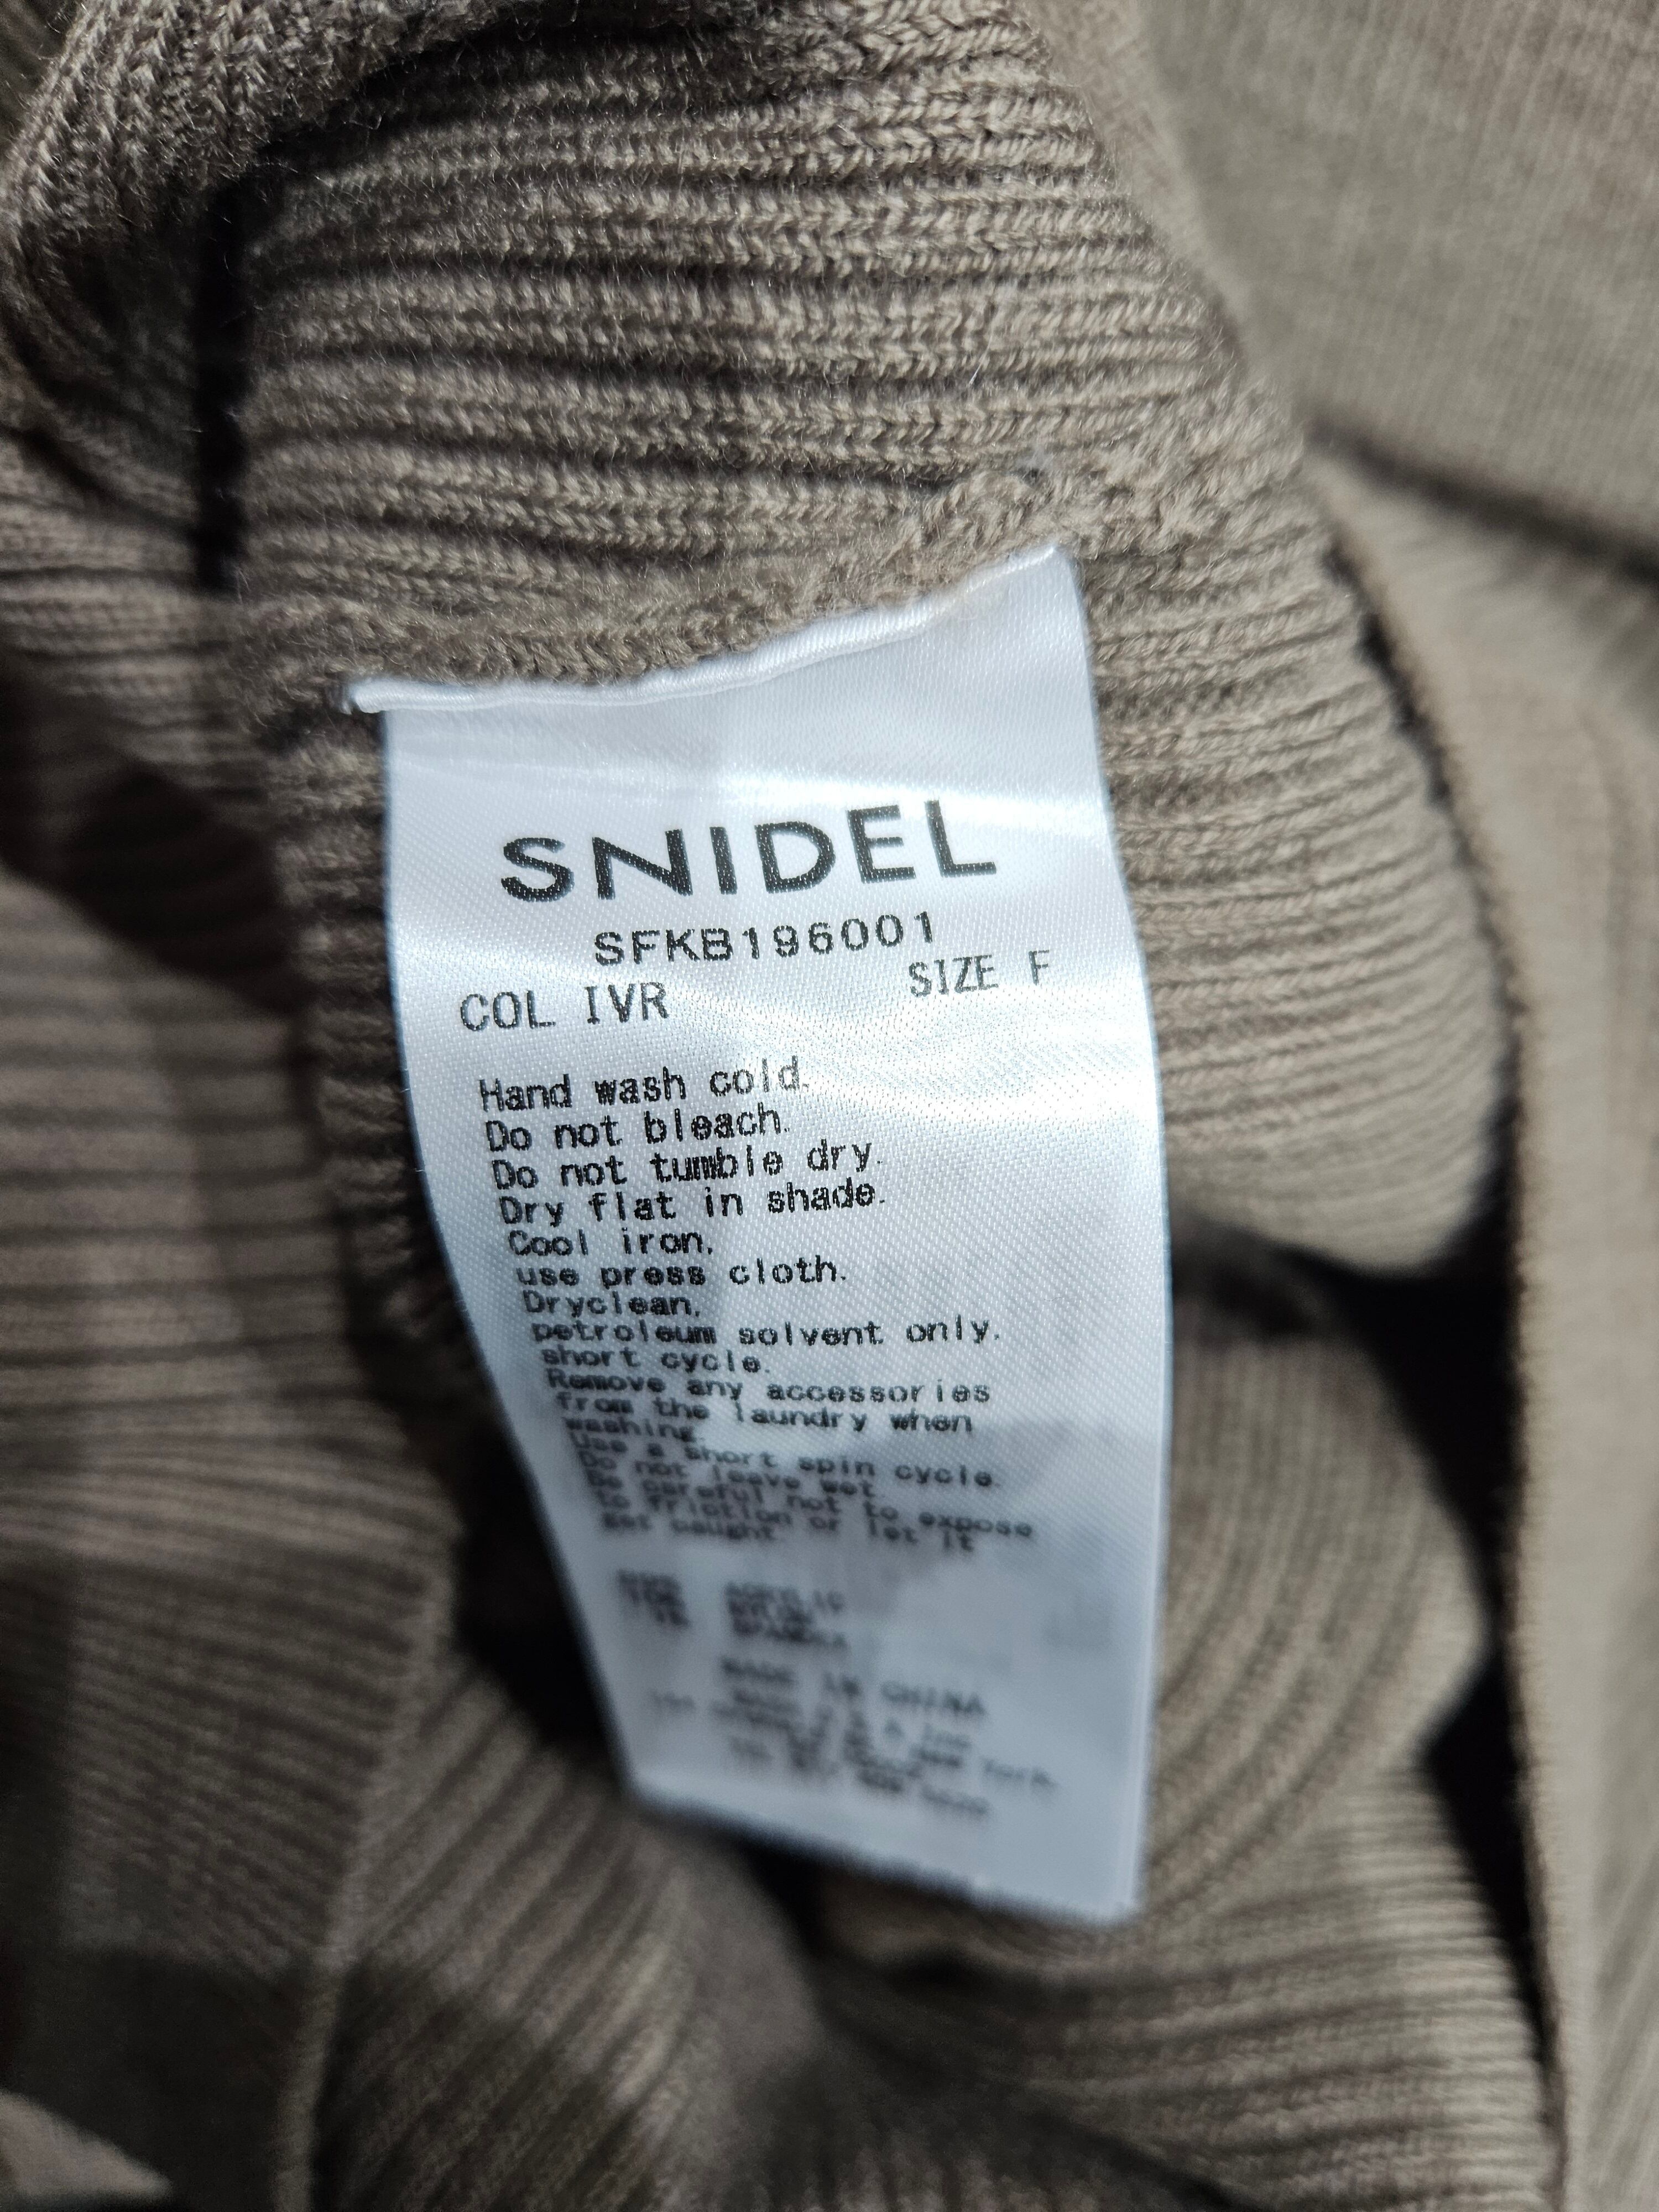 SNIDEL
SFKB196001
COL IVR SIZE F
Hand wash cold.
Do not bleach.
Do not tumble dry.
Dry flat in shade.
Cool iron,
use press cloth.
Dryclean,
petroleum solvent only.
short cycle.
Remove any accessories
from the laundry when
washing.
Use a short spin cycle.
Do not leave wet.
Be careful not to expose
to friction or let it
get caught.
ACRYLIC
NYLON
SPANDEX
MADE IN CHINA